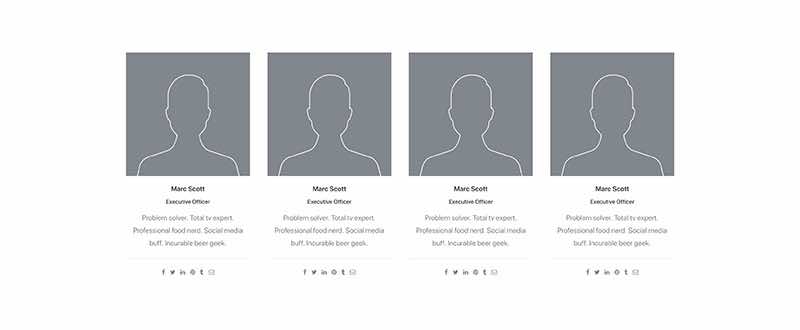 Marc Scott
Executive Officer
Problem solver. Total tv expert.
Professional food nerd. Social media
buff. Incurable beer geek.
Marc Scott
Executive Officer
Problem solver. Total tv expert.
Professional food nerd. Social media
buff. Incurable beer geek.
Marc Scott
Executive Officer
Problem solver. Total tv expert.
Professional food nerd. Social media
buff. Incurable beer geek.
Marc Scott
Executive Officer
Problem solver. Total tv expert.
Professional food nerd. Social media
buff. Incurable beer geek.